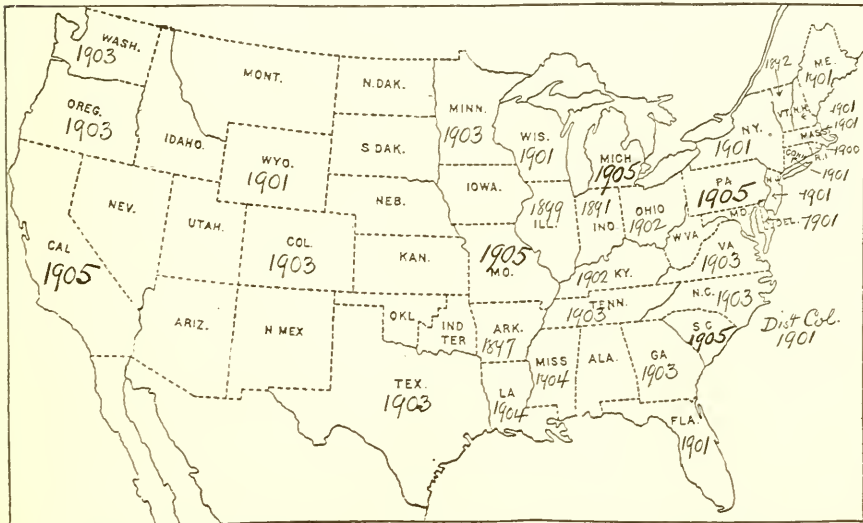 WASH.
1903
MONT.
N.DAK.
MINN.
1903
OREG.
1903
IDAHO.
WYO.
1901
S DAK.
WIS.
1901
MICH
1905
1892
ME.
1901
VT.
N.H.
1901
MASS.
1901
N.Y.
1901
CONN.
R.I.
1900
1901
IOWA.
NEB.
NEV.
UTAH.
COL.
1903
KAN.
1905
MO.
1899
ILL.
1891
IND.
OHIO
1902
PA
1905
N.J.
1901
MD.
DEL.
1901
W VA.
VA
1903
CAL
1905
1902 KY.
TENN.
1903
N.C.
1903
ARIZ.
N MEX
OKL.
IND
TER
ARK.
1897
S C
1905
Dist Col.
1901
TEX.
1903
LA
1904
MISS
1904
ALA.
GA
1903
FLA.
1901